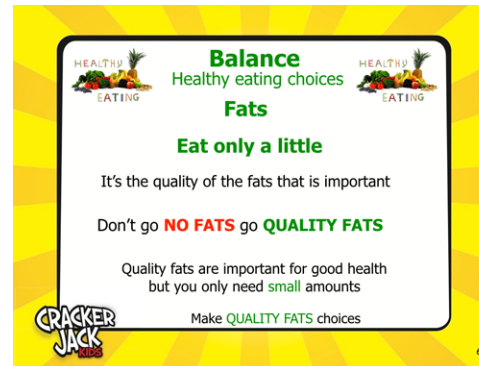 Balance
HEALTHY
EATING
HEALTHY
EATING
Healthy eating choices
Fats
Eat only a little
It's the quality of the fats that is important
Don't go NO FATS go QUALITY FATS
Quality fats are important for good health
but you only need small amounts
Make QUALITY FATS choices
CRACKER
JACK
KIDS